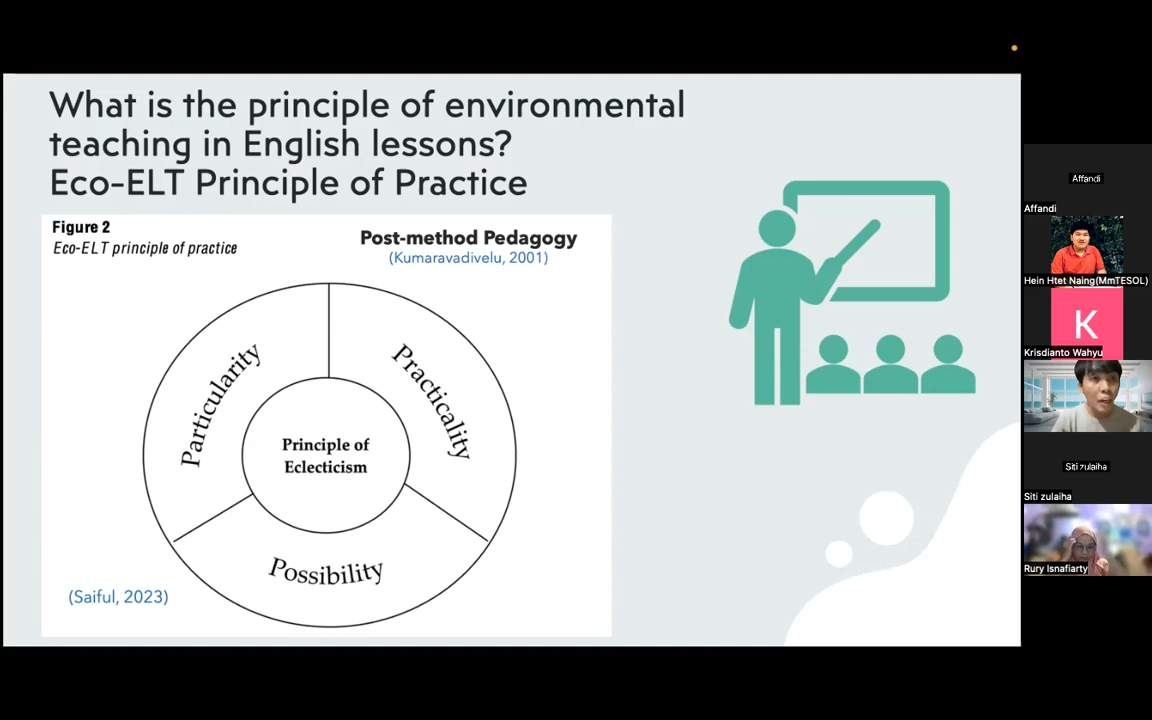 What is the principle of environmental
teaching in English lessons?
Eco-ELT Principle of Practice
Figure 2
Eco-ELT principle of practice
Post-method Pedagogy
(Kumaravadivelu, 2001)
Particularity
Practicality
Principle of
Eclecticism
Possibility
(Saiful, 2023)
Affandi
Affandi
Hein Htet Naing(MmTESOL)
K
Krisdianto Wahyu
Siti zulaiha
Siti zulaiha
Rury Isnafiarty